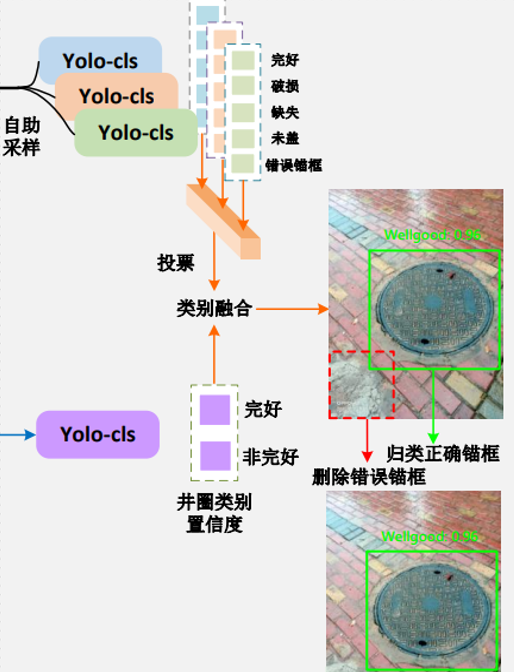 Yolo-cls
Yolo-cls
Yolo-cls
自助
采样
完好
破损
缺失
未盖
错误锚框
投票
类别融合
Wellgood: 0.96
Yolo-cls
完好
非完好
井圈类别
置信度
归类正确锚框
删除错误锚框
Wellgood: 0.96